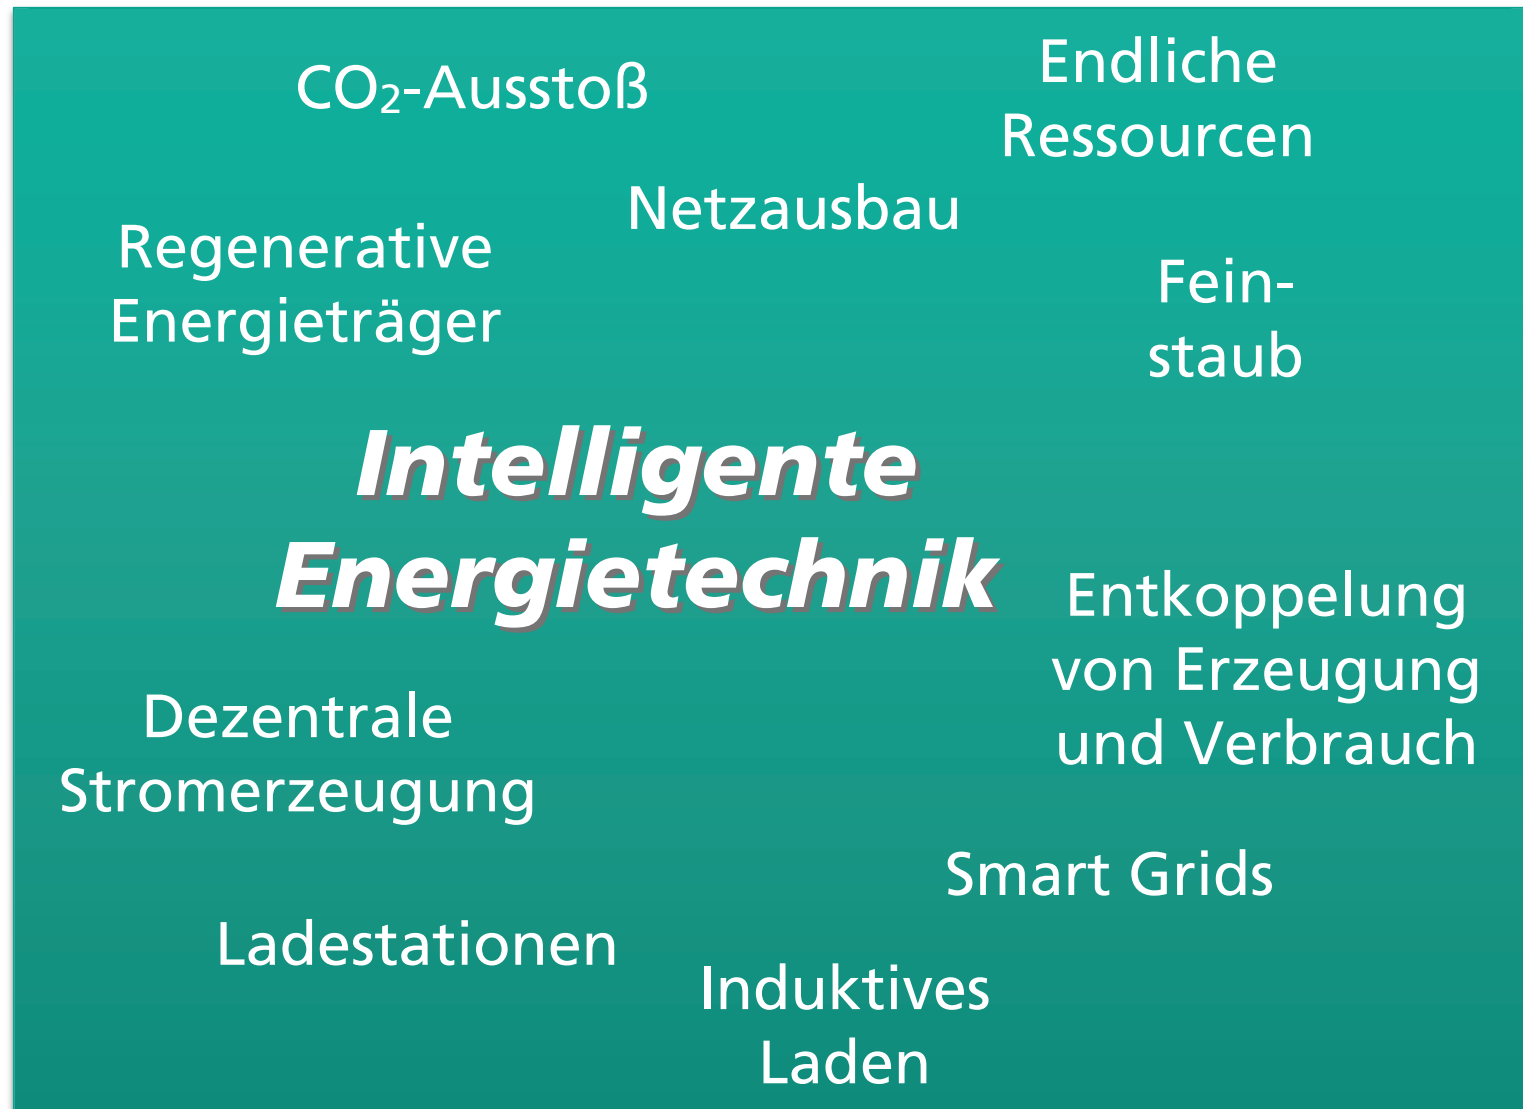 CO₂-Ausstoß
Endliche
Ressourcen
Netzausbau
Regenerative
Energieträger
Fein-
staub
Intelligente
Energietechnik
Entkoppelung
von Erzeugung
und Verbrauch
Dezentrale
Stromerzeugung
Smart Grids
Ladestationen
Induktives
Laden